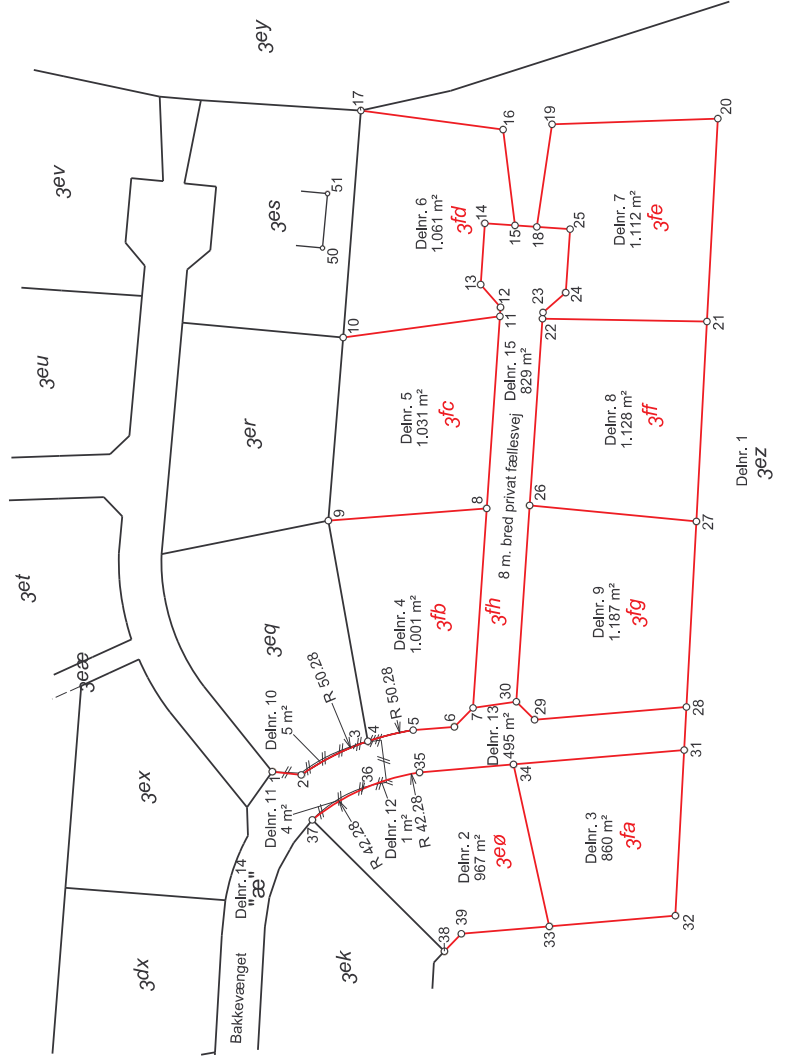 3ey
3ev
3es
3eu
3er
3et
3eæ
3eq
3ex
3dx
3ek
17
51
50
16
19
20
Delnr. 6
1.061 m²
3fd
14
15
18
25
Delnr. 7
1.112 m²
3fe
13
12
11
23
24
22
21
10
Delnr. 5
1.031 m²
3fc
Delnr. 15
829 m²
8 m. bred privat fællesvej
Delnr. 8
1.128 m²
3ff
Delnr. 1
3ez
9
8
26
27
Delnr. 4
1.001 m²
3fb
3fh
Delnr. 9
1.187 m²
3fg
Delnr. 10
5 m²
R 50.28
R 50.28
1
2
3
4
5
6
7
30
29
28
Delnr. 13
495 m²
31
34
35
36
37
Delnr. 11
4 m²
R 42.28
Delnr. 12
1 m²
R 42.28
Delnr. 2
967 m²
3eø
Delnr. 3
860 m²
3fa
Delnr. 14
"æ"
Bakkevænget
38
39
33
32